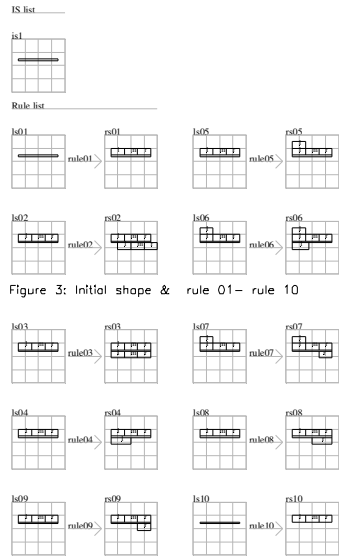 IS list
is1
Rule list
ls01 rule01 rs01 ls05 rule05 rs05
ls02 rule02 rs02 ls06 rule06 rs06
Figure 3: Initial shape & rule 01- rule 10
ls03 rule03 rs03 ls07 rule07 rs07
ls04 rule04 rs04 ls08 rule08 rs08
ls09 rule09 rs09 ls10 rule10 rs10